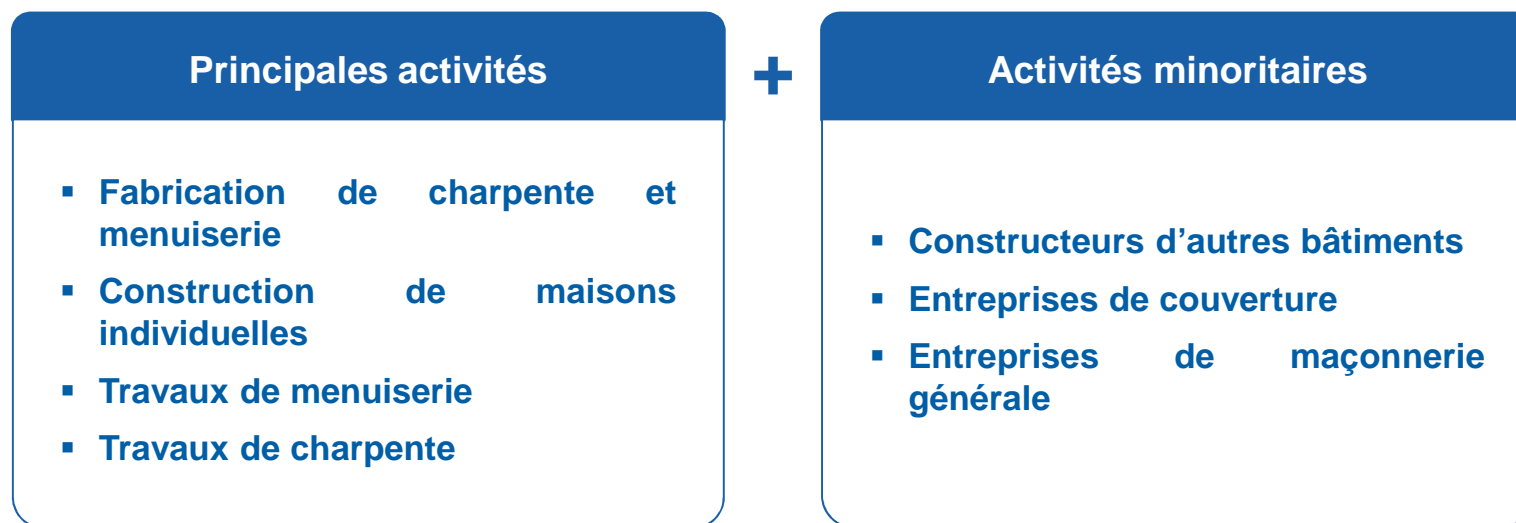 Principales activités
▪ Fabrication de charpente et
menuiserie
▪ Construction de maisons
individuelles
▪ Travaux de menuiserie
▪ Travaux de charpente
+
Activités minoritaires
▪ Constructeurs d’autres bâtiments
▪ Entreprises de couverture
▪ Entreprises de maçonnerie
générale